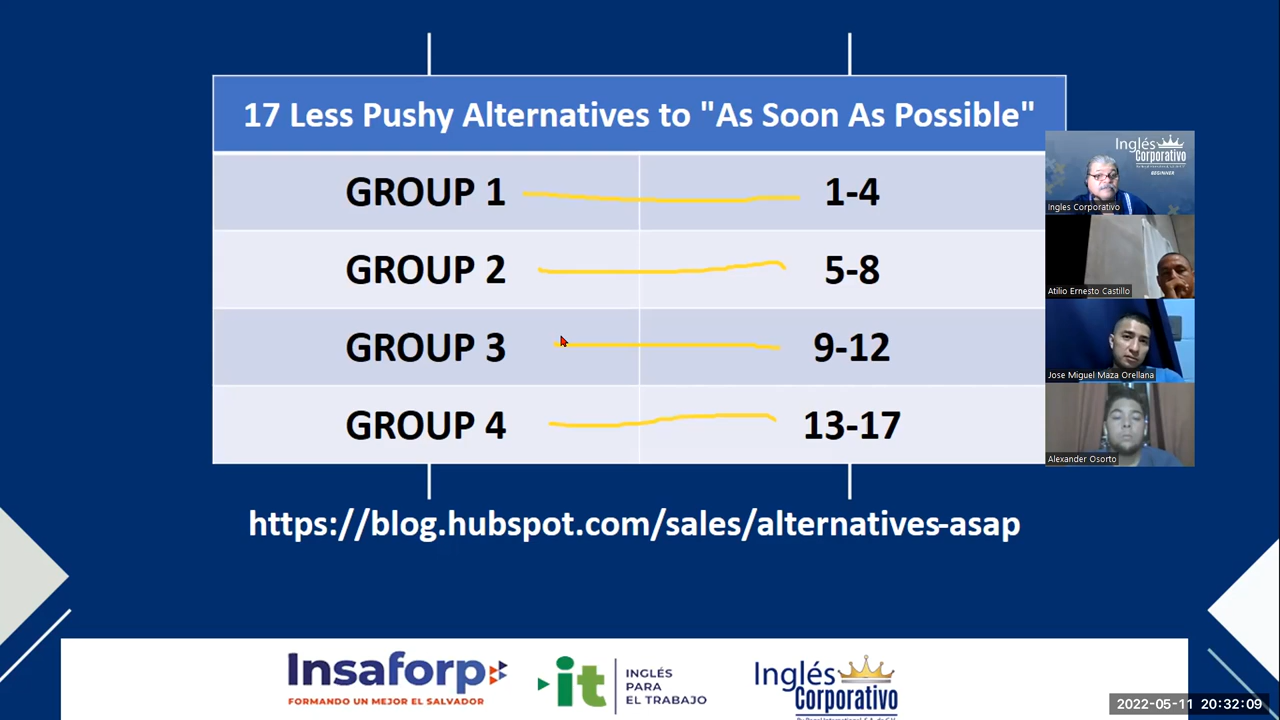 17 Less Pushy Alternatives to "As Soon As Possible"
GROUP 1 1-4
GROUP 2 5-8
GROUP 3 9-12
GROUP 4 13-17
https://blog.hubspot.com/sales/alternatives-asap
Inglés
Corporativo
BEGINNER
Ingles Corporativo
Atilio Ernesto Castillo
Jose Miguel Maza Orellana
Alexander Osorto
Insaforp
FORMANDO UN MEJOR EL SALVADOR
it
INGLÉS
PARA
EL TRABAJO
Inglés
Corporativo
2022-05-11 20:32:09